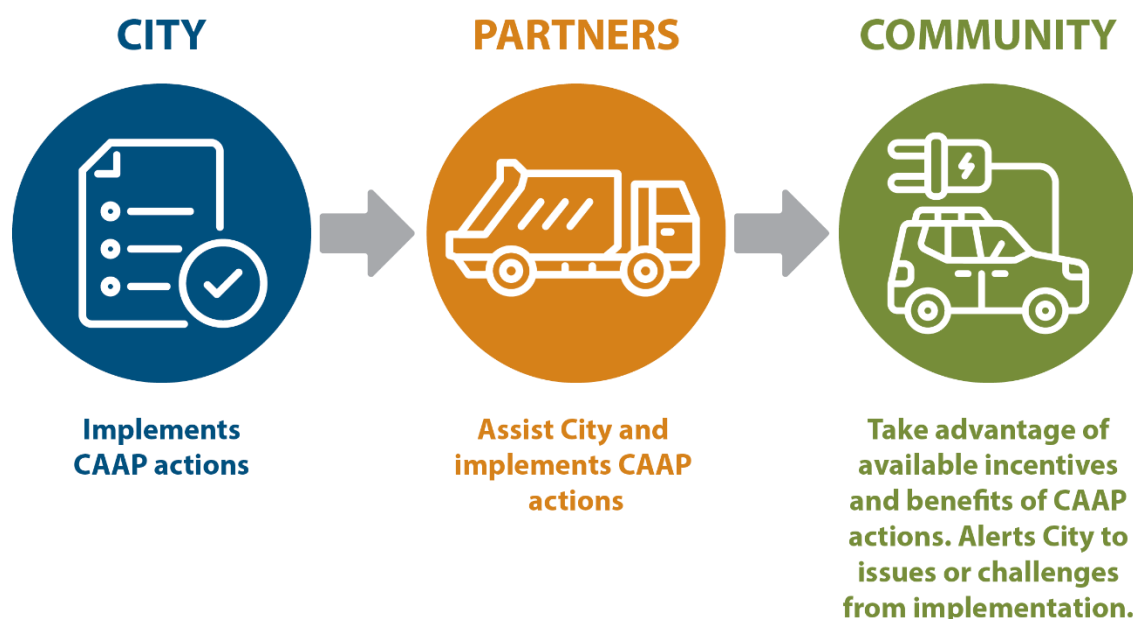 CITY
Implements
CAAP actions
PARTNERS
Assist City and
implements CAAP
actions
COMMUNITY
Take advantage of
available incentives
and benefits of CAAP
actions. Alerts City to
issues or challenges
from implementation.